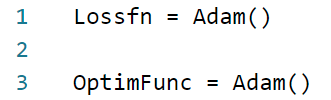 1 Lossfn = Adam()
2
3 OptimFunc = Adam()